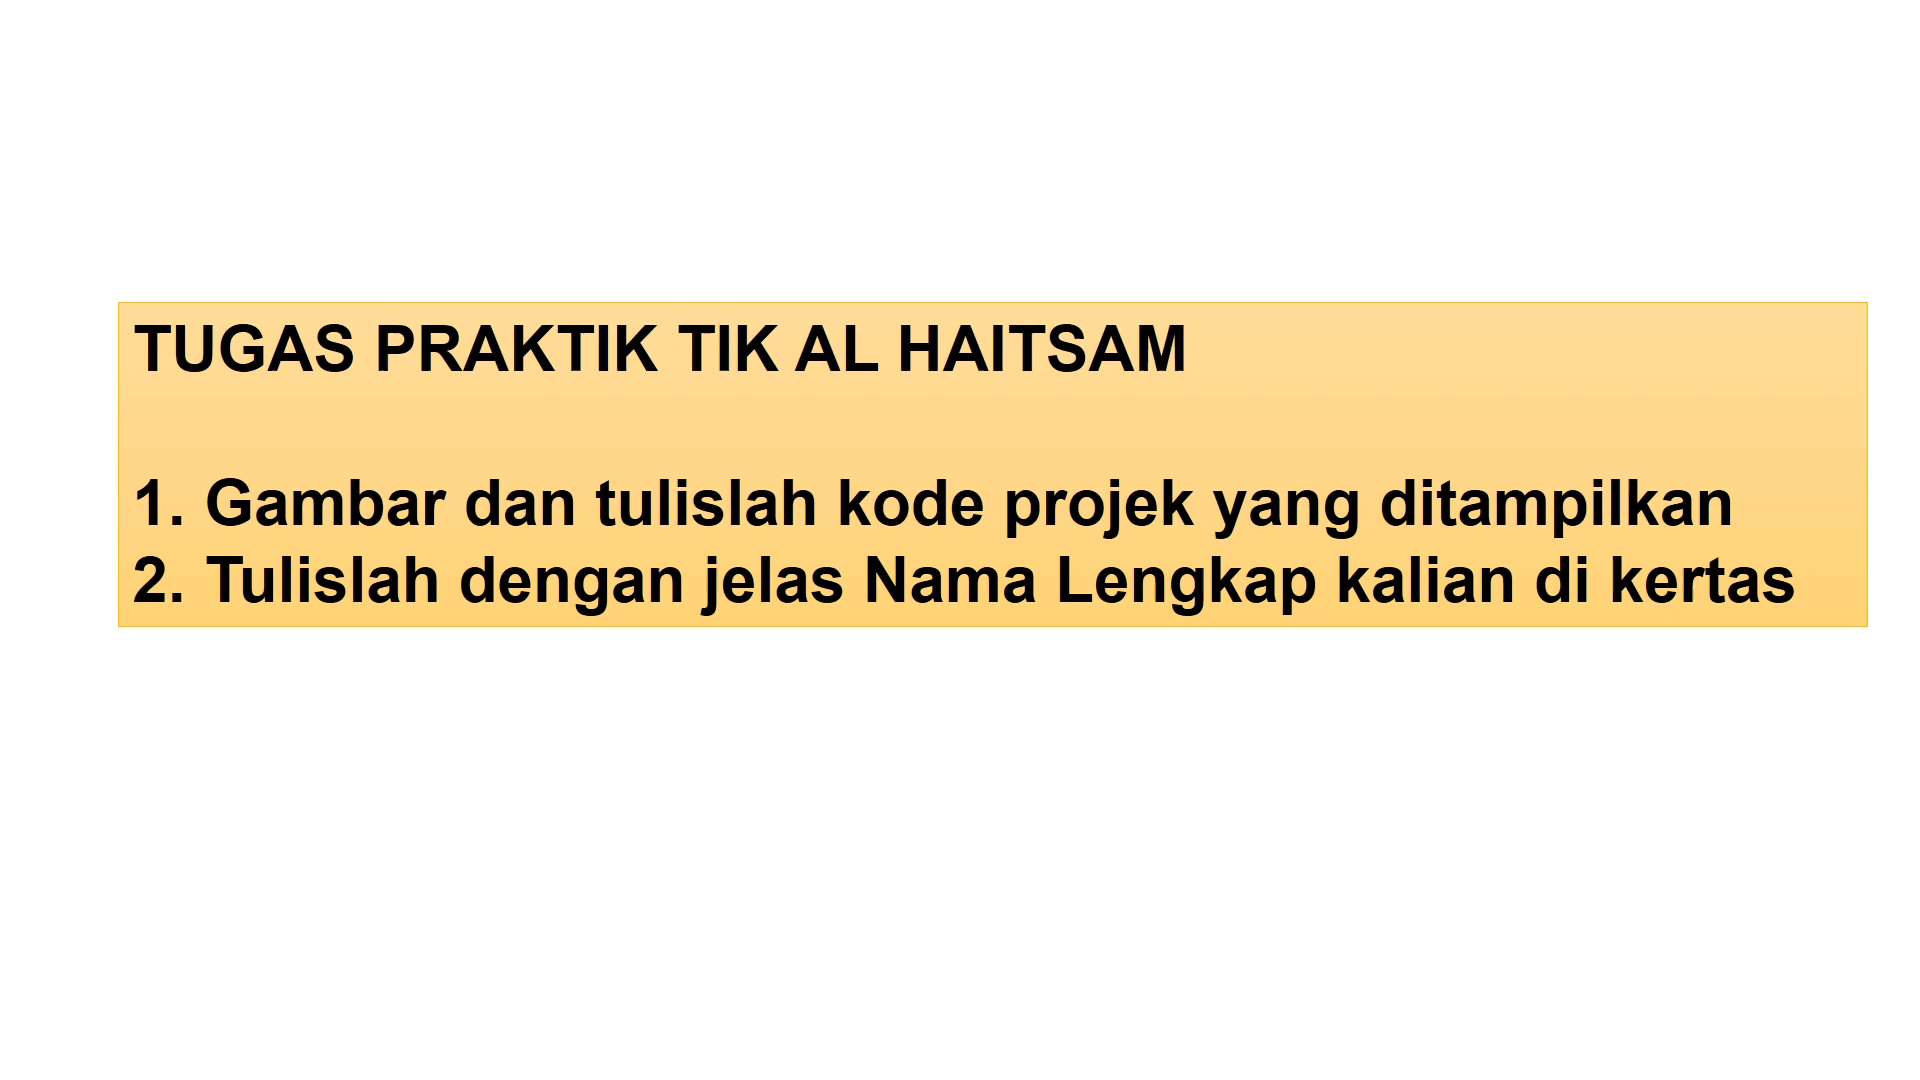 TUGAS PRAKTIK TIK AL HAITSAM
1. Gambar dan tulislah kode projek yang ditampilkan
2. Tulislah dengan jelas Nama Lengkap kalian di kertas